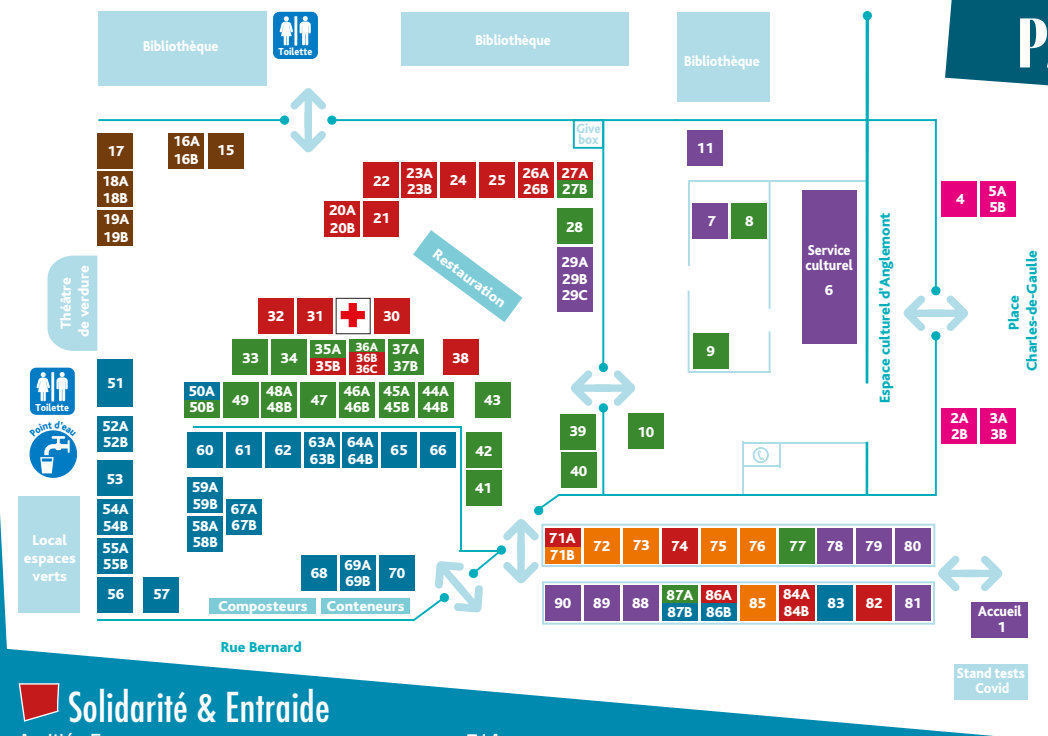 Bibliothèque
Toilette
Bibliothèque
Bibliothèque
Give
box
17
16A
16B
15
11
18A
18B
19A
19B
22
23A
23B
24
25
26A
26B
27A
27B
20A
20B
21
28
29A
29B
29C
7
8
Service
culturel
6
4
5A
5B
Espace culturel d'Anglemont
Place
Charles-de-Gaulle
Théâtre
de verdure
Restauration
32
31
30
33
34
35A
35B
36A
36B
36C
37A
37B
38
9
51
Toilette
50A
50B
49
48A
48B
47
46A
46B
45A
45B
44A
44B
43
Point d'eau
52A
52B
60
61
62
63A
63B
64A
64B
65
66
42
39
10
40
2A
2B
3A
3B
53
41
59A
59B
54A
54B
58A
58B
67A
67B
Local
espaces
verts
55A
55B
56
57
68
69A
69B
70
Composteurs
Conteneurs
71A
71B
72
73
74
75
76
77
78
79
80
90
89
88
87A
87B
86A
86B
85
84A
84B
83
82
81
Accueil
1
Rue Bernard
Stand tests
Covid
Solidarité & Entraide